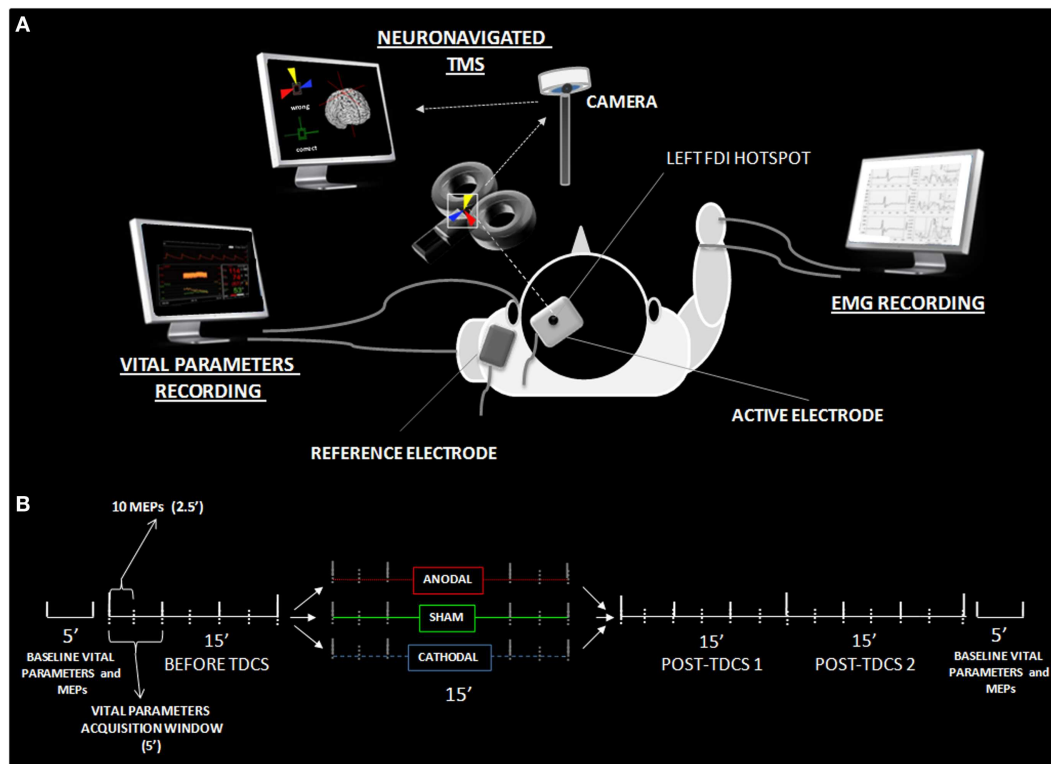 A
NEURONAVIGATED
TMS
CAMERA
wrong
correct
LEFT FDI HOTSPOT
EMG RECORDING
VITAL PARAMETERS
RECORDING
ACTIVE ELECTRODE
REFERENCE ELECTRODE
B
10 MEPs (2.5’)
ANODAL
SHAM
CATHODAL
5’
15’
15’
15’
15’
5’
BASELINE VITAL
PARAMETERS and
MEPs
BEFORE TDCS
POST-TDCS 1
POST-TDCS 2
BASELINE VITAL
PARAMETERS and
MEPs
VITAL PARAMETERS
ACQUISITION WINDOW
(5’)